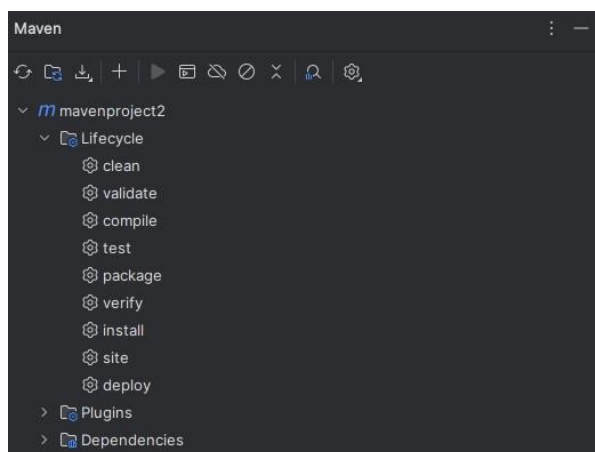 Maven
m mavenproject2
Lifecycle
clean
validate
compile
test
package
verify
install
site
deploy
Plugins
Dependencies